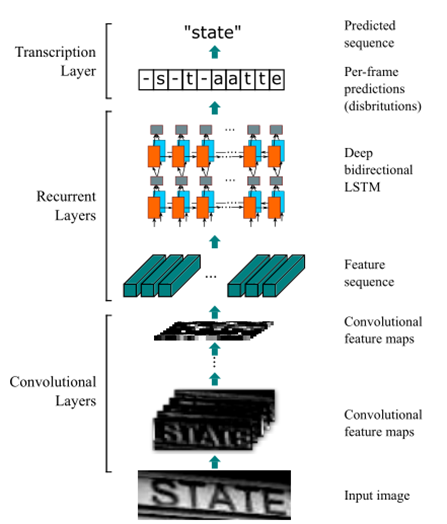 "state"
Predicted
sequence
Transcription
Layer
-s-t-aatte
Per-frame
predictions
(disbritutions)
Deep
bidirectional
LSTM
Recurrent
Layers
Feature
sequence
Convolutional
feature maps
Convolutional
Layers
STATE
Convolutional
feature maps
STATE
Input image